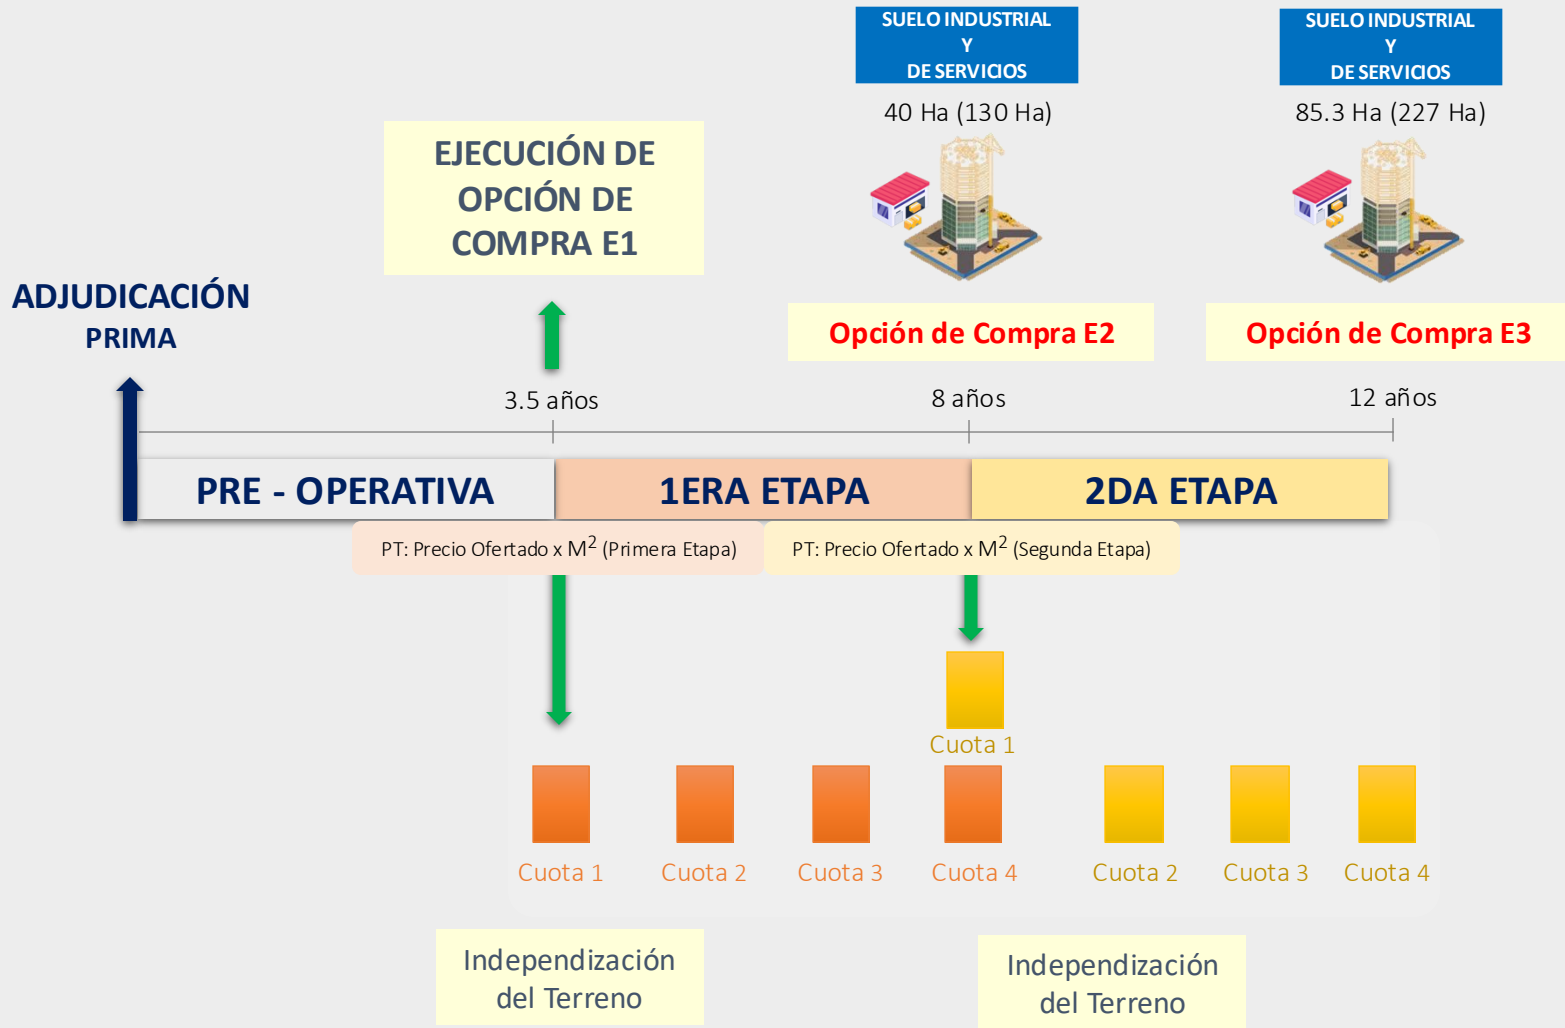 SUELO INDUSTRIAL
Y
DE SERVICIOS
40 Ha (130 Ha)
SUELO INDUSTRIAL
Y
DE SERVICIOS
85.3 Ha (227 Ha)
EJECUCIÓN DE
OPCIÓN DE
COMPRA E1
ADJUDICACIÓN
PRIMA
Opción de Compra E2
Opción de Compra E3
3.5 años
8 años
12 años
PRE - OPERATIVA
1ERA ETAPA
2DA ETAPA
PT: Precio Ofertado x M² (Primera Etapa)
PT: Precio Ofertado x M² (Segunda Etapa)
Cuota 1
Cuota 1
Cuota 2
Cuota 3
Cuota 4
Cuota 2
Cuota 3
Cuota 4
Independización
del Terreno
Independización
del Terreno